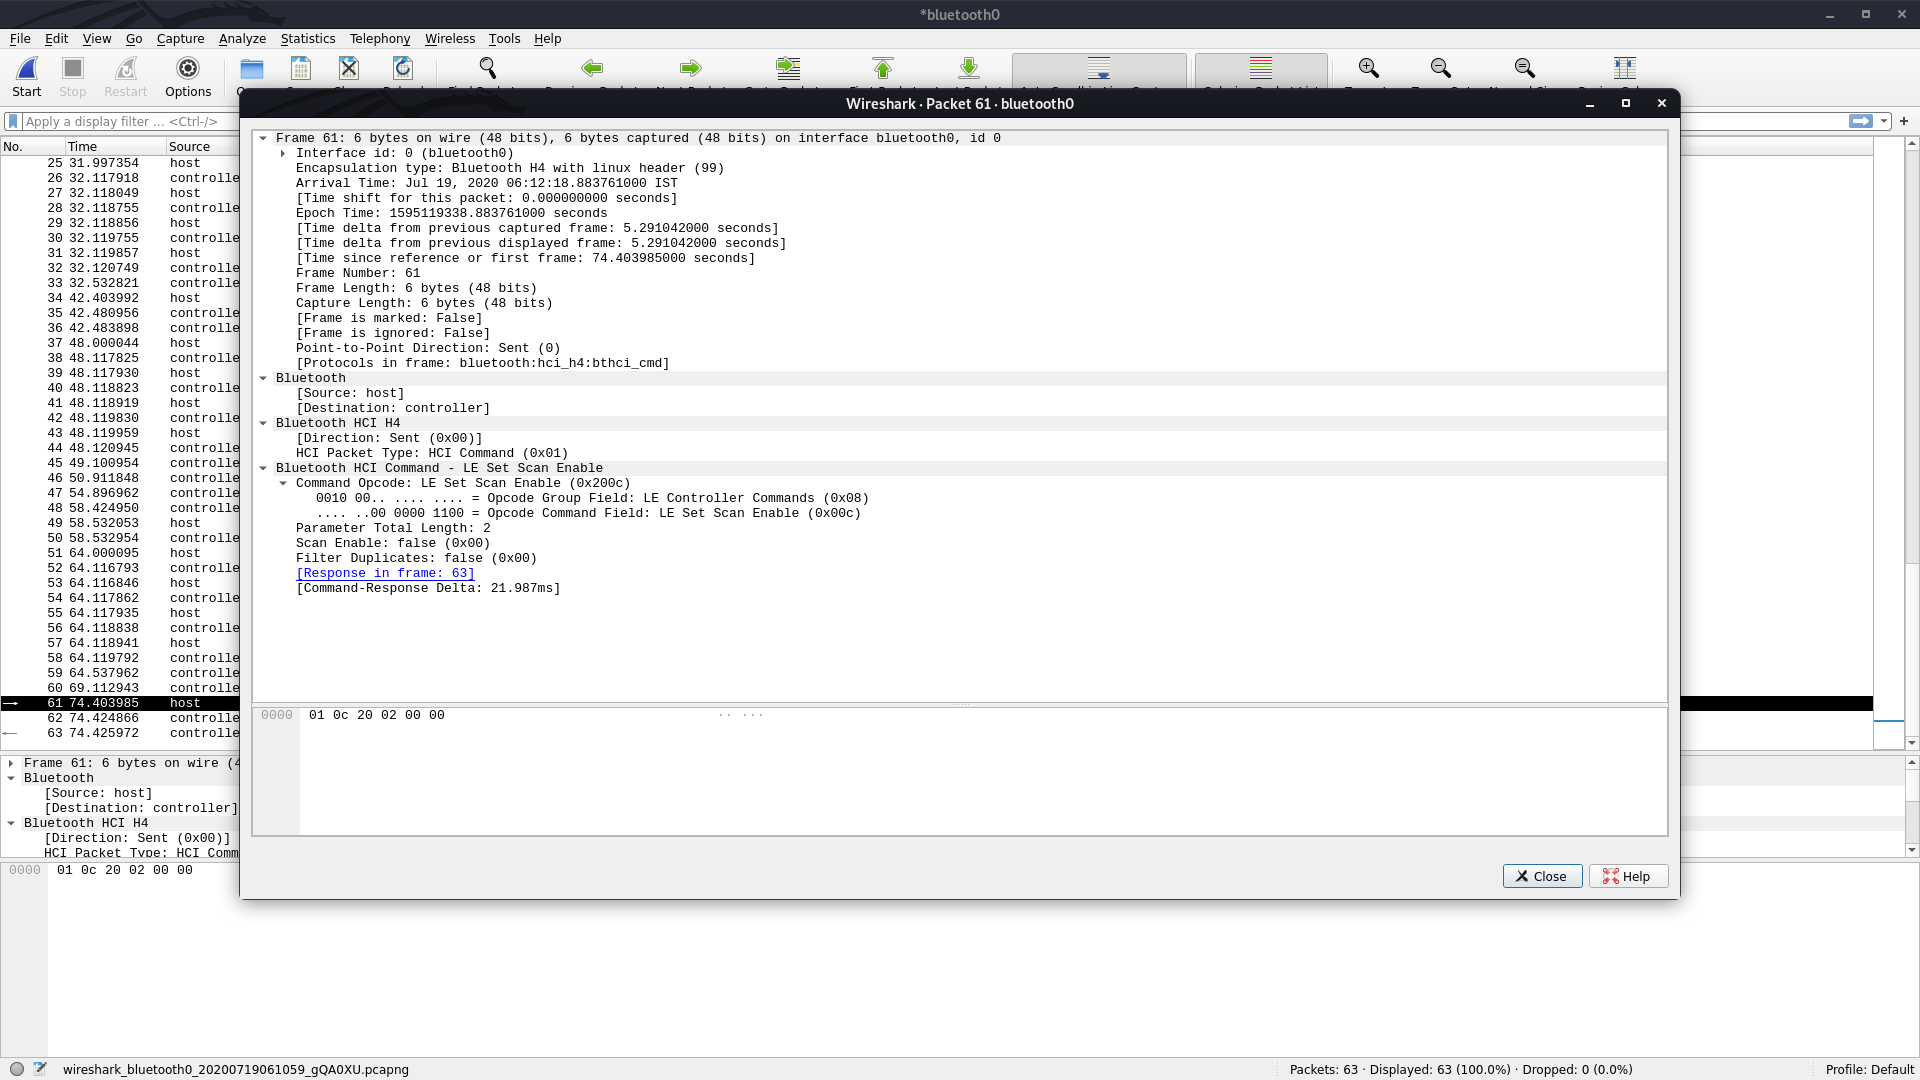 *bluetooth0
File Edit View Go Capture Analyze Statistics Telephony Wireless Tools Help
Start Stop Restart Options
Apply a display filter ... <Ctrl-/>
No. Time Source
25 31.997354 host
26 32.117918 controlle
27 32.118049 host
28 32.118755 controlle
29 32.118856 host
30 32.119755 controlle
31 32.119857 host
32 32.120749 controlle
33 32.532821 controlle
34 42.403992 host
35 42.480956 controlle
36 42.483898 controlle
37 48.000044 host
38 48.117825 controlle
39 48.117930 host
40 48.118823 controlle
41 48.118919 host
42 48.119830 controlle
43 48.119959 host
44 48.120945 controlle
45 49.100954 controlle
46 50.911848 controlle
47 54.896962 controlle
48 58.424950 controlle
49 58.532053 host
50 58.532954 controlle
51 64.000095 host
52 64.116793 controlle
53 64.116846 host
54 64.117862 controlle
55 64.117935 host
56 64.118838 controlle
57 64.118941 host
58 64.119792 controlle
59 64.537962 controlle
60 69.112943 controlle
61 74.403985 host
62 74.424866 controlle
63 74.425972 controlle
Frame 61: 6 bytes on wire (4
Bluetooth
[Source: host]
[Destination: controller]
Bluetooth HCI H4
[Direction: Sent (0x00)]
HCI Packet Type: HCI Comm
0000 01 0c 20 02 00 00
Wireshark · Packet 61 · bluetooth0
Frame 61: 6 bytes on wire (48 bits), 6 bytes captured (48 bits) on interface bluetooth0, id 0
Interface id: 0 (bluetooth0)
Encapsulation type: Bluetooth H4 with linux header (99)
Arrival Time: Jul 19, 2020 06:12:18.883761000 IST
[Time shift for this packet: 0.000000000 seconds]
Epoch Time: 1595119338.883761000 seconds
[Time delta from previous captured frame: 5.291042000 seconds]
[Time delta from previous displayed frame: 5.291042000 seconds]
[Time since reference or first frame: 74.403985000 seconds]
Frame Number: 61
Frame Length: 6 bytes (48 bits)
Capture Length: 6 bytes (48 bits)
[Frame is marked: False]
[Frame is ignored: False]
Point-to-Point Direction: Sent (0)
[Protocols in frame: bluetooth:hci_h4:bthci_cmd]
Bluetooth
[Source: host]
[Destination: controller]
Bluetooth HCI H4
[Direction: Sent (0x00)]
HCI Packet Type: HCI Command (0x01)
Bluetooth HCI Command - LE Set Scan Enable
Command Opcode: LE Set Scan Enable (0x200c)
0010 00.. .... .... = Opcode Group Field: LE Controller Commands (0x08)
.... ..00 0000 1100 = Opcode Command Field: LE Set Scan Enable (0x00c)
Parameter Total Length: 2
Scan Enable: false (0x00)
Filter Duplicates: false (0x00)
[Response in frame: 63]
[Command-Response Delta: 21.987ms]
0000 01 0c 20 02 00 00 ·· ···
Close Help
wireshark_bluetooth0_20200719061059_gQA0XU.pcapng
Packets: 63 · Displayed: 63 (100.0%) · Dropped: 0 (0.0%)
Profile: Default